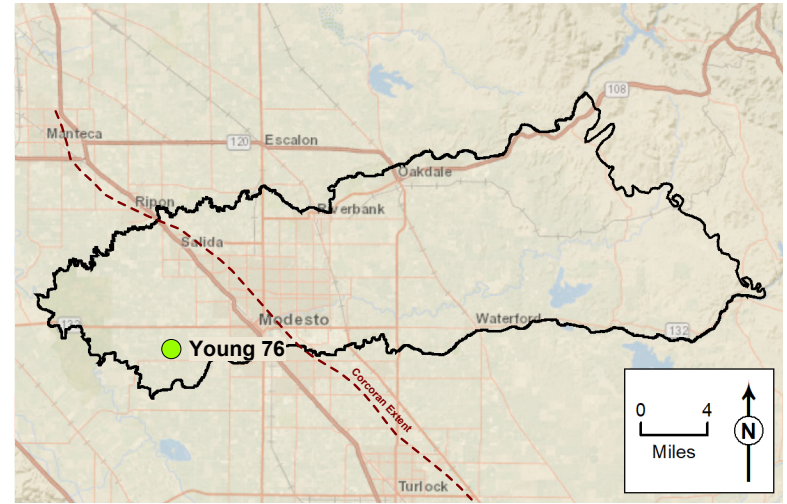 108
Manteca
120
Escalon
Oakdale
Ripon
Riverbank
Salida
132
Modesto
Waterford
132
Young 76
Corcoran Extent
0 4
Miles
N
Turlock